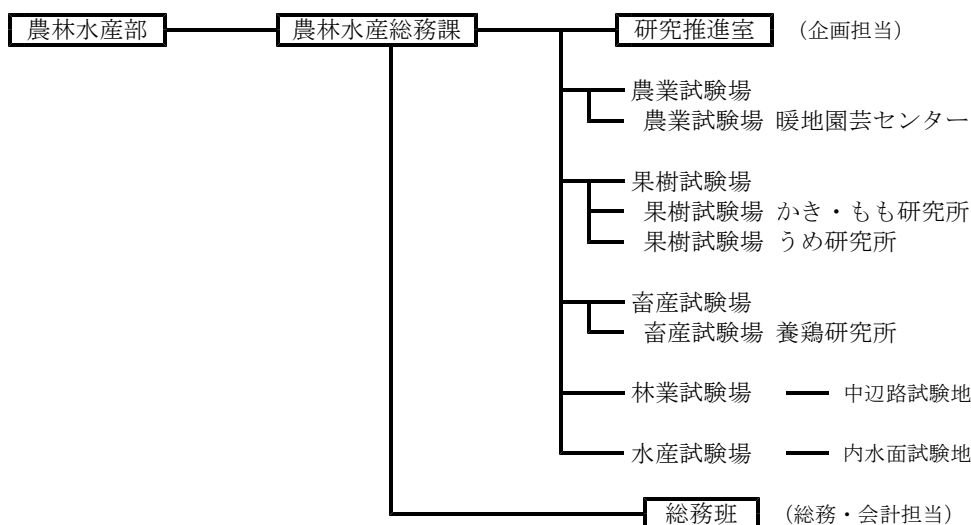 農林水産部 農林水産総務課 研究推進室 (企画担当)
農業試験場
農業試験場 暖地園芸センター
果樹試験場
果樹試験場 かき・もも研究所
果樹試験場 うめ研究所
畜産試験場
畜産試験場 養鶏研究所
林業試験場 中辺路試験地
水産試験場 内水面試験地
総務班 (総務・会計担当)